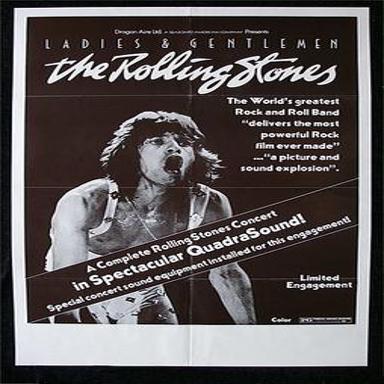 Dragon Aire Ltd. Presents
LADIES & GENTLEMEN
the Rolling Stones
The World's greatest
Rock and Roll Band
"delivers the most
powerful Rock
film ever made"
...."a picture and
sound explosion".
A Complete Rolling Stones Concert
in Spectacular QuadraSound!
Special concert sound equipment installed for this engagement!
Limited
Engagement
Color PG